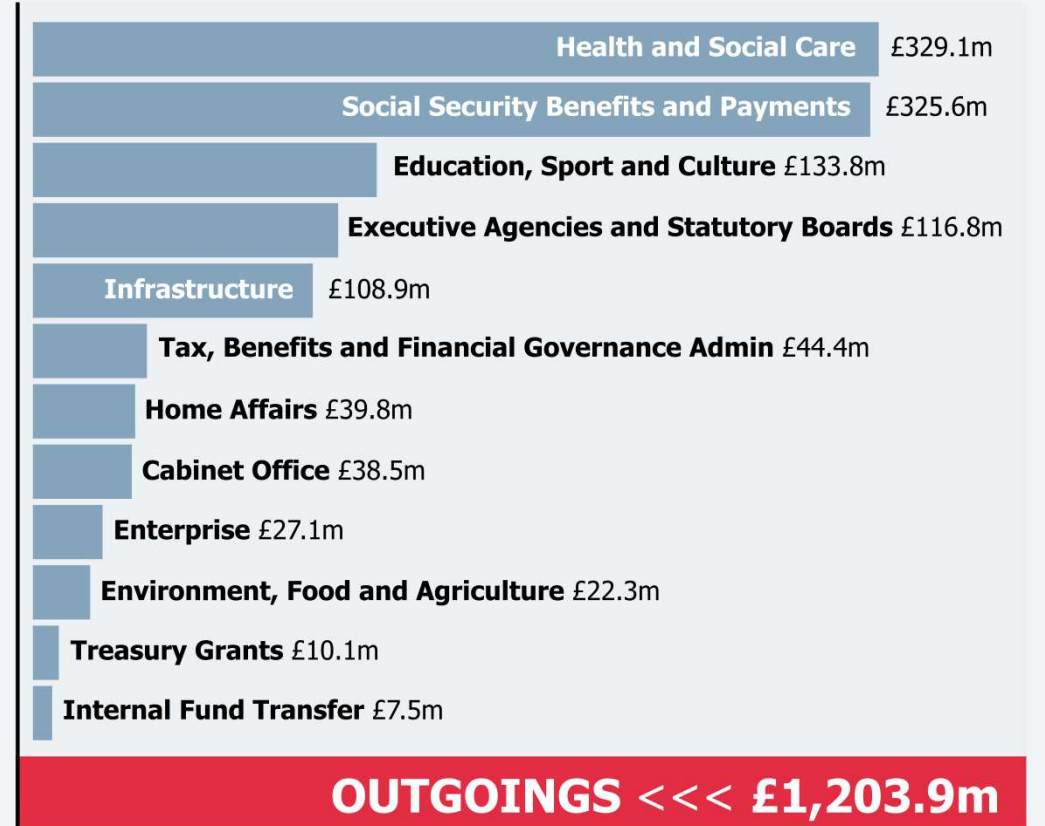 Health and Social Care £329.1m
Social Security Benefits and Payments £325.6m
Education, Sport and Culture £133.8m
Executive Agencies and Statutory Boards £116.8m
Infrastructure £108.9m
Tax, Benefits and Financial Governance Admin £44.4m
Home Affairs £39.8m
Cabinet Office £38.5m
Enterprise £27.1m
Environment, Food and Agriculture £22.3m
Treasury Grants £10.1m
Internal Fund Transfer £7.5m
OUTGOINGS <<< £1,203.9m